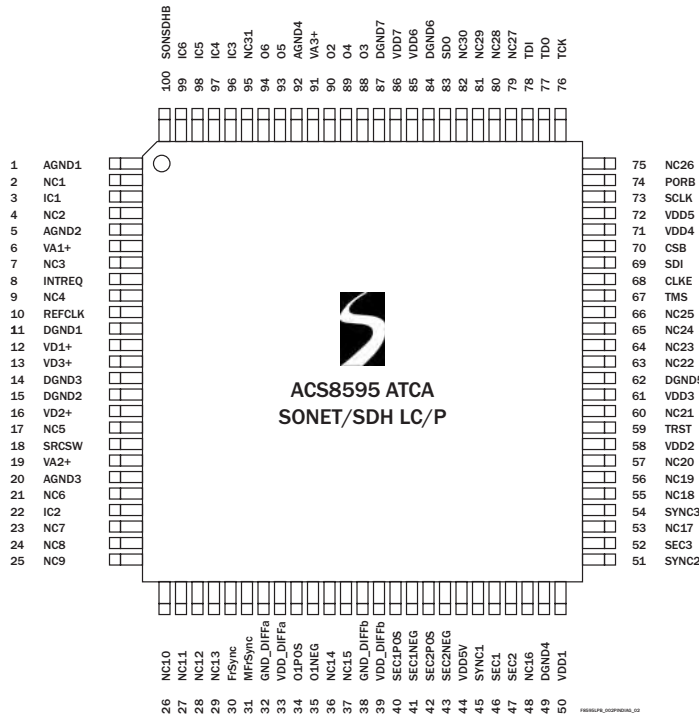 100 SONSDHB
99 IC6
98 IC5
97 IC4
96 IC3
95 NC31
94 O6
93 O5
92 AGND4
91 VA3+
90 O2
89 O4
88 O3
87 DGND7
86 VDD7
85 VDD6
84 DGND6
83 SDO
82 NC30
81 NC29
80 NC28
79 NC27
78 TDI
77 TDO
76 TCK
1 AGND1
2 NC1
3 IC1
4 NC2
5 AGND2
6 VA1+
7 NC3
8 INTREQ
9 NC4
10 REFCLK
11 DGND1
12 VD1+
13 VD3+
14 DGND3
15 DGND2
16 VD2+
17 NC5
18 SRCSW
19 VA2+
20 AGND3
21 NC6
22 IC2
23 NC7
24 NC8
25 NC9
ACS8595 ATCA
SONET/SDH LC/P
75 NC26
74 PORB
73 SCLK
72 VDD5
71 VDD4
70 CSB
69 SDI
68 CLKE
67 TMS
66 NC25
65 NC24
64 NC23
63 NC22
62 DGND5
61 VDD3
60 NC21
59 TRST
58 VDD2
57 NC20
56 NC19
55 NC18
54 SYNC3
53 NC17
52 SEC3
51 SYNC2
26 NC10
27 NC11
28 NC12
29 NC13
30 FrSync
31 MFrSync
32 GND_DIFFa
33 VDD_DIFFa
34 O1POS
35 O1NEG
36 NC14
37 NC15
38 GND_DIFFb
39 VDD_DIFFb
40 SEC1POS
41 SEC1NEG
42 SEC2POS
43 SEC2NEG
44 VDD5V
45 SYNC1
46 SEC1
47 SEC2
48 NC16
49 DGND4
50 VDD1